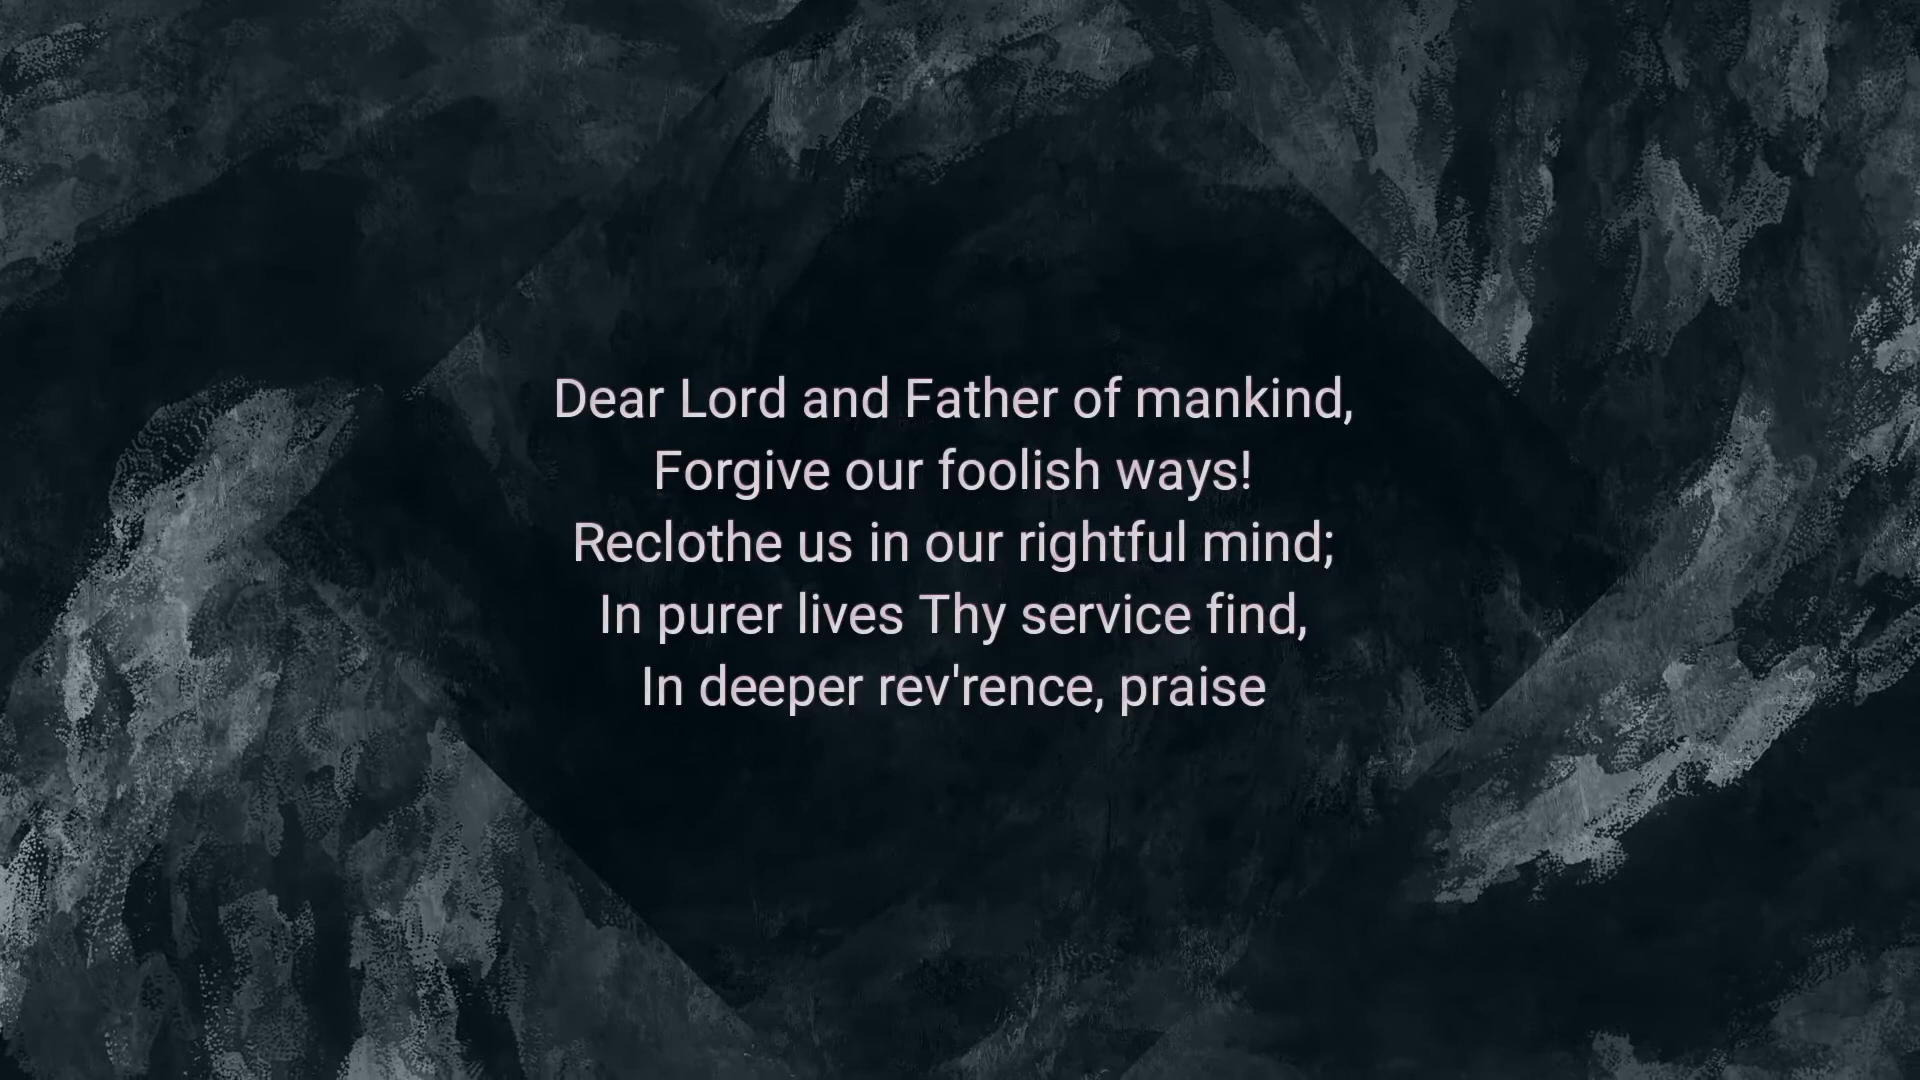 Dear Lord and Father of mankind,
Forgive our foolish ways!
Reclothe us in our rightful mind;
In purer lives Thy service find,
In deeper rev'rence, praise